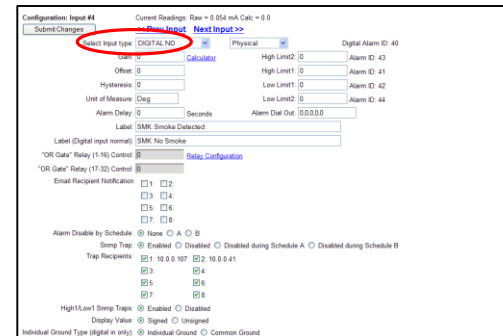 Configuration: Input #4 Current Readings: Raw = 0.054 mA Calc = 0.0
Submit Changes << Prev Input Next Input >>
Select Input type: DIGITAL NO Physical Digital Alarm ID: 40
Gain: 0 Calculator High Limit2: 0 Alarm ID: 43
Offset: 0 High Limit1: 0 Alarm ID: 41
Hysteresis: 0 Low Limit1: 0 Alarm ID: 42
Unit of Measure: Deg Low Limit2: 0 Alarm ID: 44
Alarm Delay: 0 Seconds Alarm Dial Out: 0,0,0,0,0
Label: SMK: Smoke Detected
Label (Digital input normal): SMK: No Smoke
"OR Gate" Relay (1-16) Control: 0 Relay Configuration
"OR Gate" Relay (17-32) Control: 0
Email Recipient Notification 1: 2:
3: 4:
5: 6:
7: 8:
Alarm Disable by Schedule: None A B
Snmp Trap: Enabled Disabled Disabled during Schedule A Disabled during Schedule B
Trap Recipients: 1: 10.0.0.107 2: 10.0.0.41
3: 4:
5: 6:
7: 8:
High1/Low1 Snmp Traps: Enabled Disabled
Display Value: Signed Unsigned
Individual Ground Type (digital in only): Individual Ground Common Ground